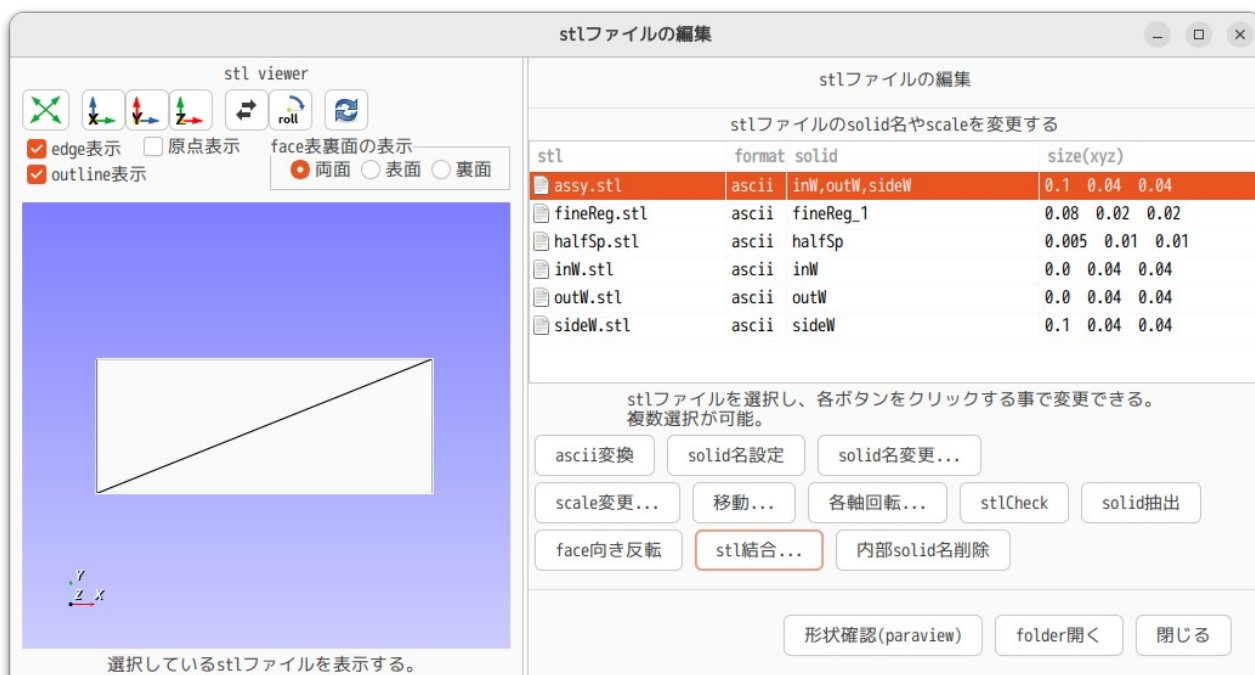 stlファイルの編集
stl viewer
X Y Z roll
edge表示 原点表示 face表裏面の表示
outline表示 両面 表面 裏面
Y
Z X
選択しているstlファイルを表示する。
stlファイルの編集
stlファイルのsolid名やscaleを変更する
stl format solid size(xyz)
assy.stl ascii inW,outW,sideW 0.1 0.04 0.04
fineReg.stl ascii fineReg_1 0.08 0.02 0.02
halfSp.stl ascii halfSp 0.005 0.01 0.01
inW.stl ascii inW 0.0 0.04 0.04
outW.stl ascii outW 0.0 0.04 0.04
sideW.stl ascii sideW 0.1 0.04 0.04
stlファイルを選択し、各ボタンをクリックする事で変更できる。
複数選択が可能。
ascii変換 solid名設定 solid名変更...
scale変更... 移動... 各軸回転... stlCheck solid抽出
face向き反転 stl結合... 内部solid名削除
形状確認(paraview) folder開く 閉じる